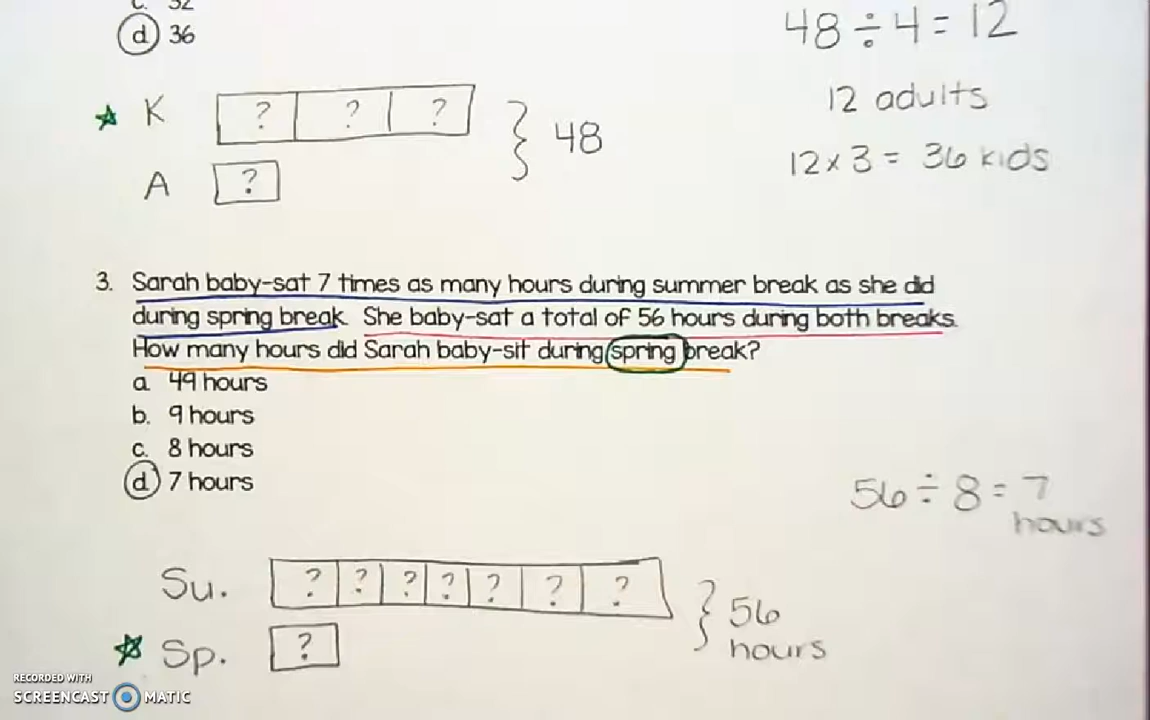 c. 32
d 36
48 ÷ 4 = 12
12 adults
12 x 3 = 36 kids
K ? ? ? 48
A ?
3. Sarah baby-sat 7 times as many hours during summer break as she did
during spring break. She baby-sat a total of 56 hours during both breaks.
How many hours did Sarah baby-sit during spring break?
a. 49 hours
b. 9 hours
c. 8 hours
d. 7 hours
56 ÷ 8 = 7
hours
Su. ? ? ? ? ? ? ? 56
hours
Sp. ?
RECORDED WITH
SCREENCAST MATIC